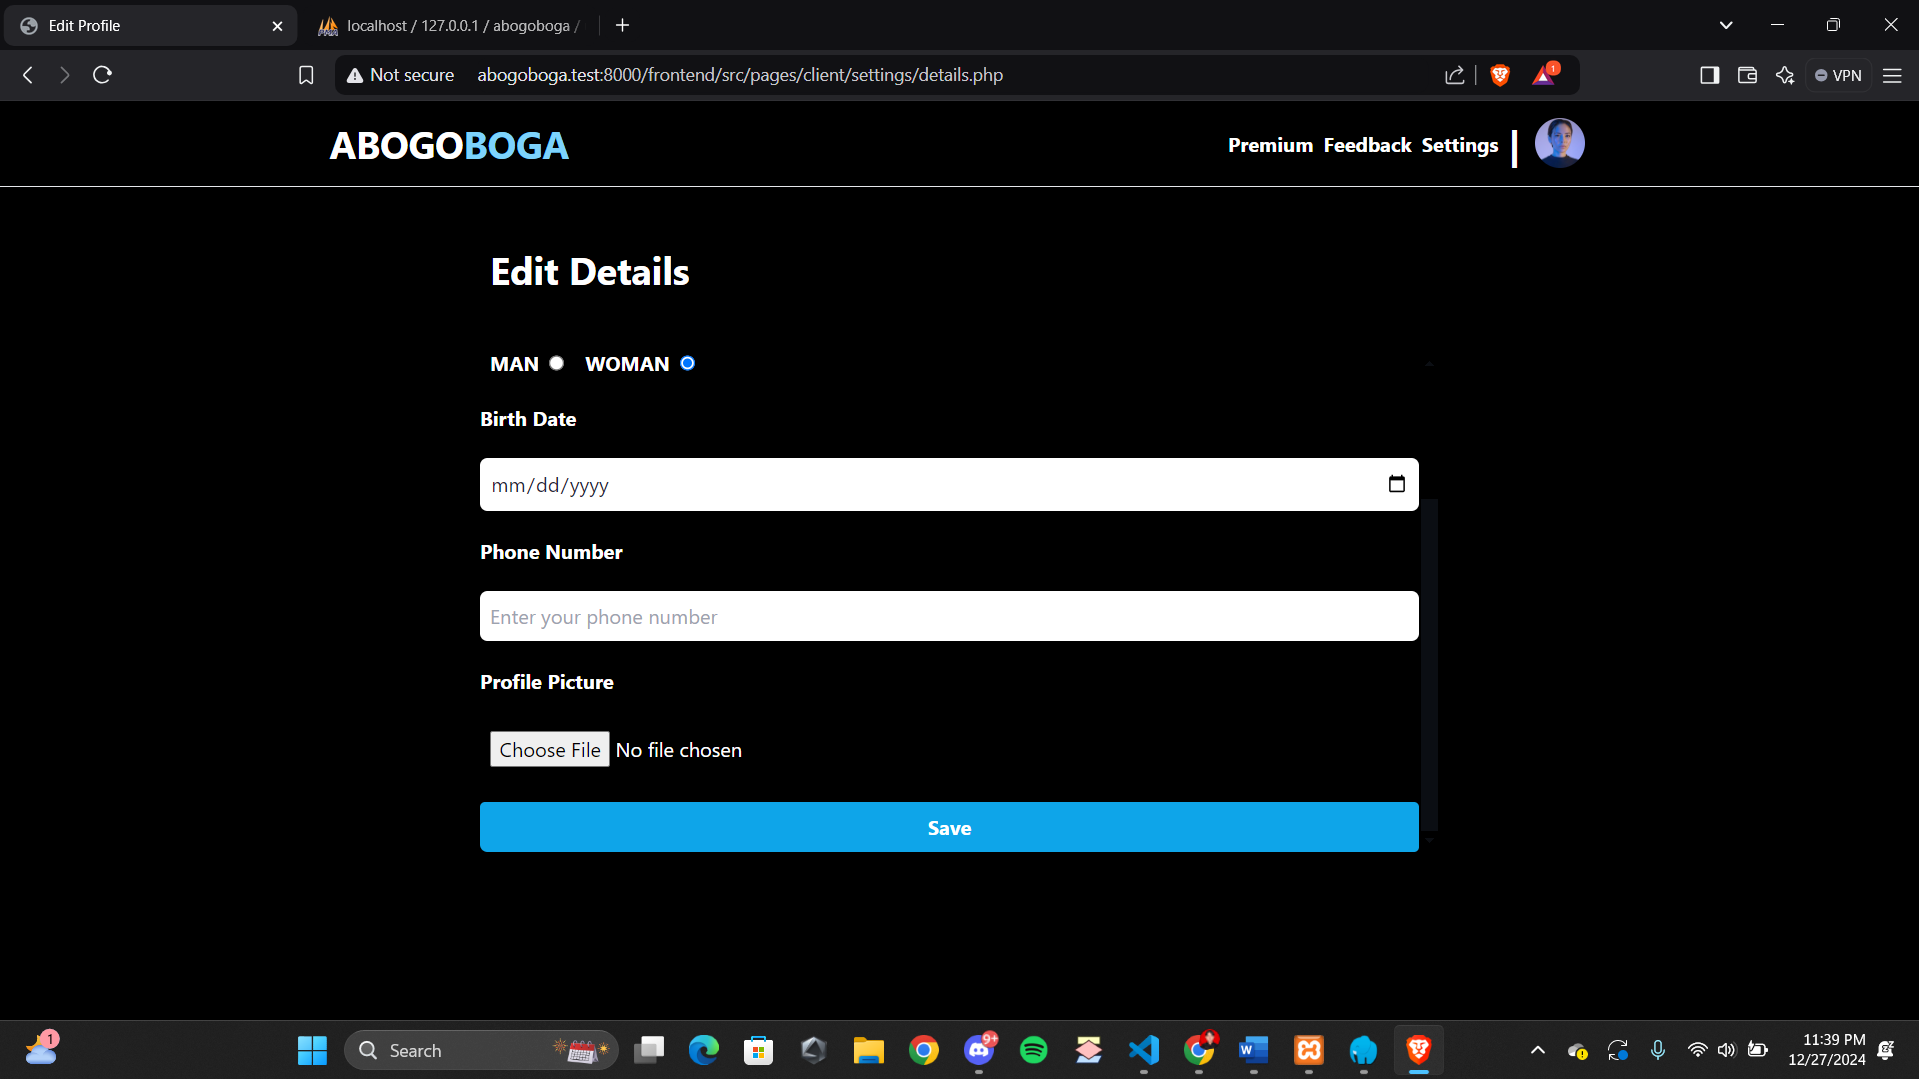 Edit Profile
localhost / 127.0.0.1 / abogoboga /
Not secure abogoboga.test:8000/frontend/src/pages/client/settings/details.php
1
VPN
ABOGOBOGA
Premium Feedback Settings
Edit Details
MAN WOMAN
Birth Date
mm/dd/yyyy
Phone Number
Enter your phone number
Profile Picture
Choose File No file chosen
Save
1
Search
9+
11:39 PM
12/27/2024